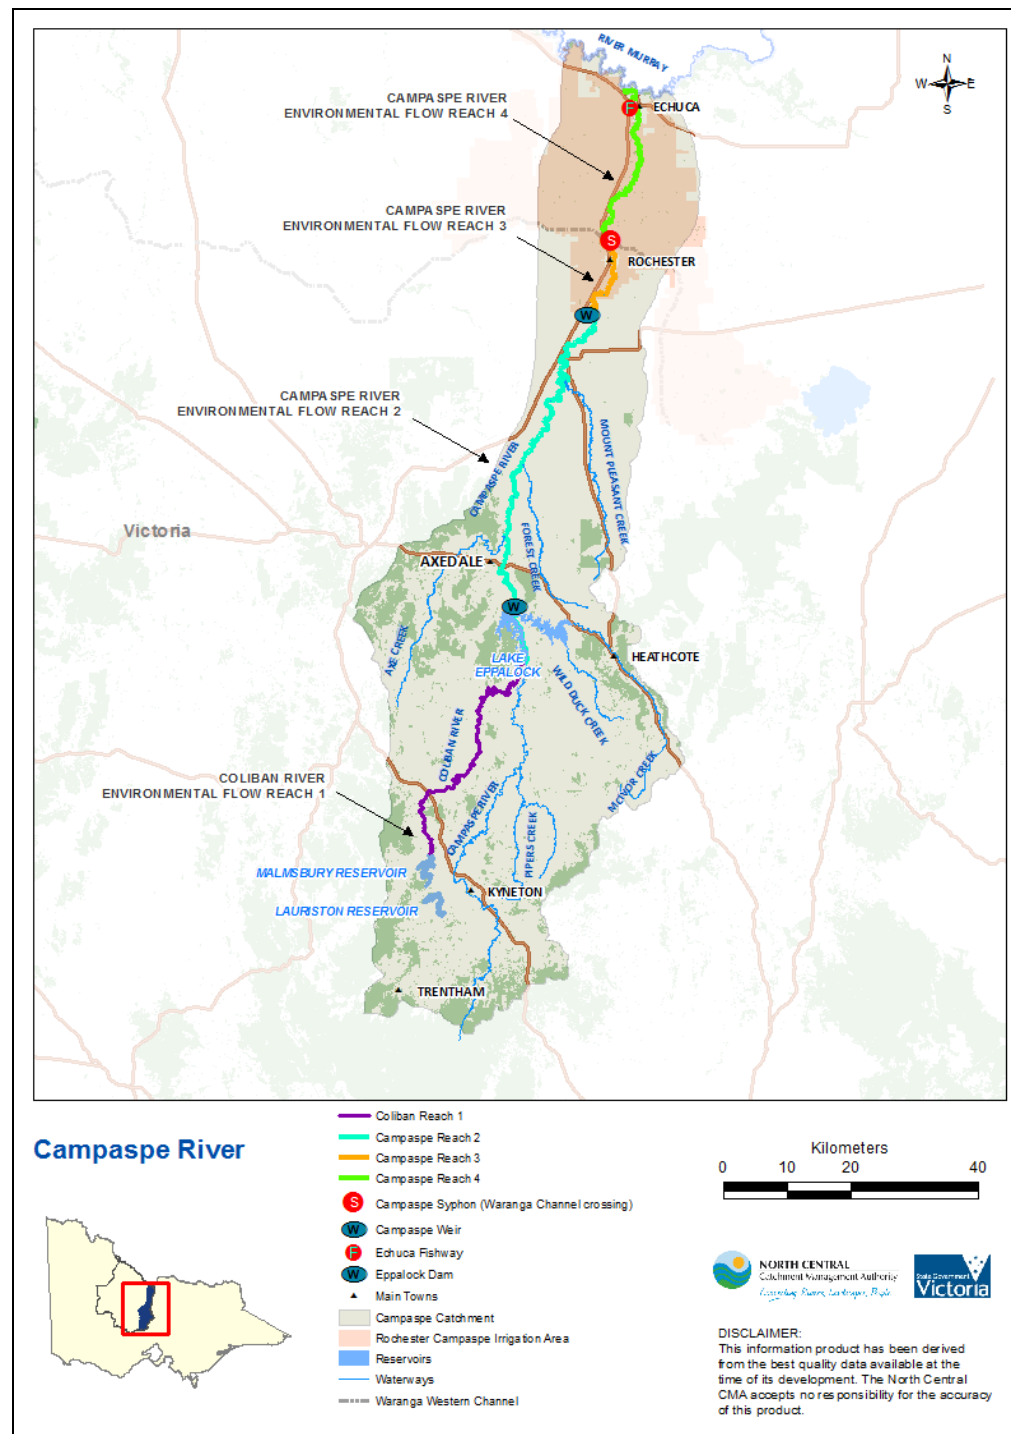 RIVER MURRAY
N
W
E
S
CAMPASPE RIVER
ENVIRONMENTAL FLOW REACH 4
F
ECHUCA
CAMPASPE RIVER
ENVIRONMENTAL FLOW REACH 3
S
ROCHESTER
W
CAMPASPE RIVER
ENVIRONMENTAL FLOW REACH 2
CAMPASPE RIVER
MOUNT PLEASANT CREEK
Victoria
FOREST CREEK
AXEDALE
W
AXE CREEK
LAKE
EPPALOCK
HEATHCOTE
WILD DUCK CREEK
COLIBAN RIVER
COLIBAN RIVER
ENVIRONMENTAL FLOW REACH 1
CAMPASPE RIVER
MCIVOR CREEK
PIPERS CREEK
MALMSBURY RESERVOIR
KYNETON
LAURISTON RESERVOIR
TRENTHAM
Campaspe River
Coliban Reach 1
Campaspe Reach 2
Campaspe Reach 3
Campaspe Reach 4
S Campaspe Syphon (Waranga Channel crossing)
W Campaspe Weir
F Echuca Fishway
W Eppalock Dam
Main Towns
Campaspe Catchment
Rochester Campaspe Irrigation Area
Reservoirs
Waterways
Waranga Western Channel
Kilometers
0 10 20 40
NORTH CENTRAL
Catchment Management Authority
Connecting Rivers, Landscapes, People
State Government
Victoria
DISCLAIMER:
This information product has been derived
from the best quality data available at the
time of its development. The North Central
CMA accepts no responsibility for the accuracy
of this product.